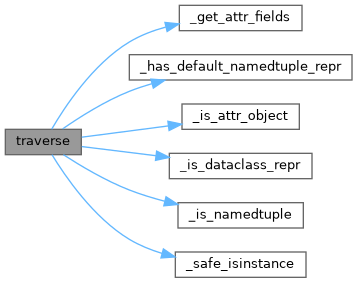 _get_attr_fields
_has_default_namedtuple_repr
_is_attr_object
traverse
_is_dataclass_repr
_is_namedtuple
_safe_isinstance